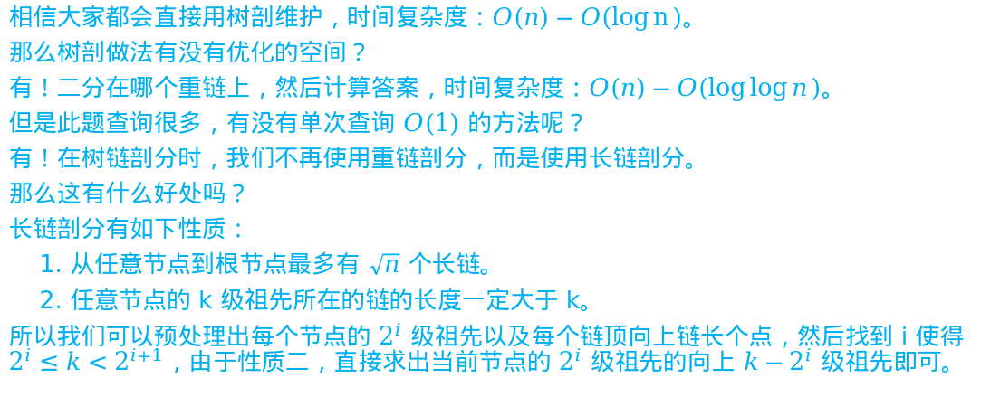 相信大家都会直接用树剖维护，时间复杂度：O(n) − O(log n)。
那么树剖做法有没有优化的空间？
有！二分在哪个重链上，然后计算答案，时间复杂度：O(n) − O(log log n)。
但是此题查询很多，有没有单次查询 O(1) 的方法呢？
有！在树链剖分时，我们不再使用重链剖分，而是使用长链剖分。
那么这有什么好处吗？
长链剖分有如下性质：
1. 从任意节点到根节点最多有 √n 个长链。
2. 任意节点的 k 级祖先所在的链的长度一定大于 k。
所以我们可以预处理出每个节点的 2^i 级祖先以及每个链顶向上链长个点，然后找到 i 使得
2^i ≤ k < 2^{i+1}，由于性质二，直接求出当前节点的 2^i 级祖先的向上 k − 2^i 级祖先即可。